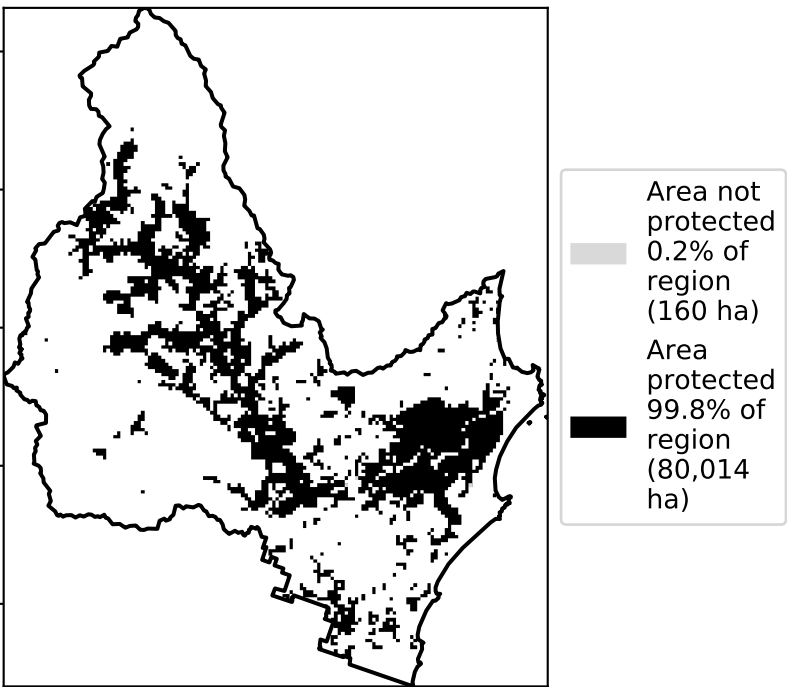 Area not
protected
0.2% of
region
(160 ha)
Area
protected
99.8% of
region
(80,014
ha)